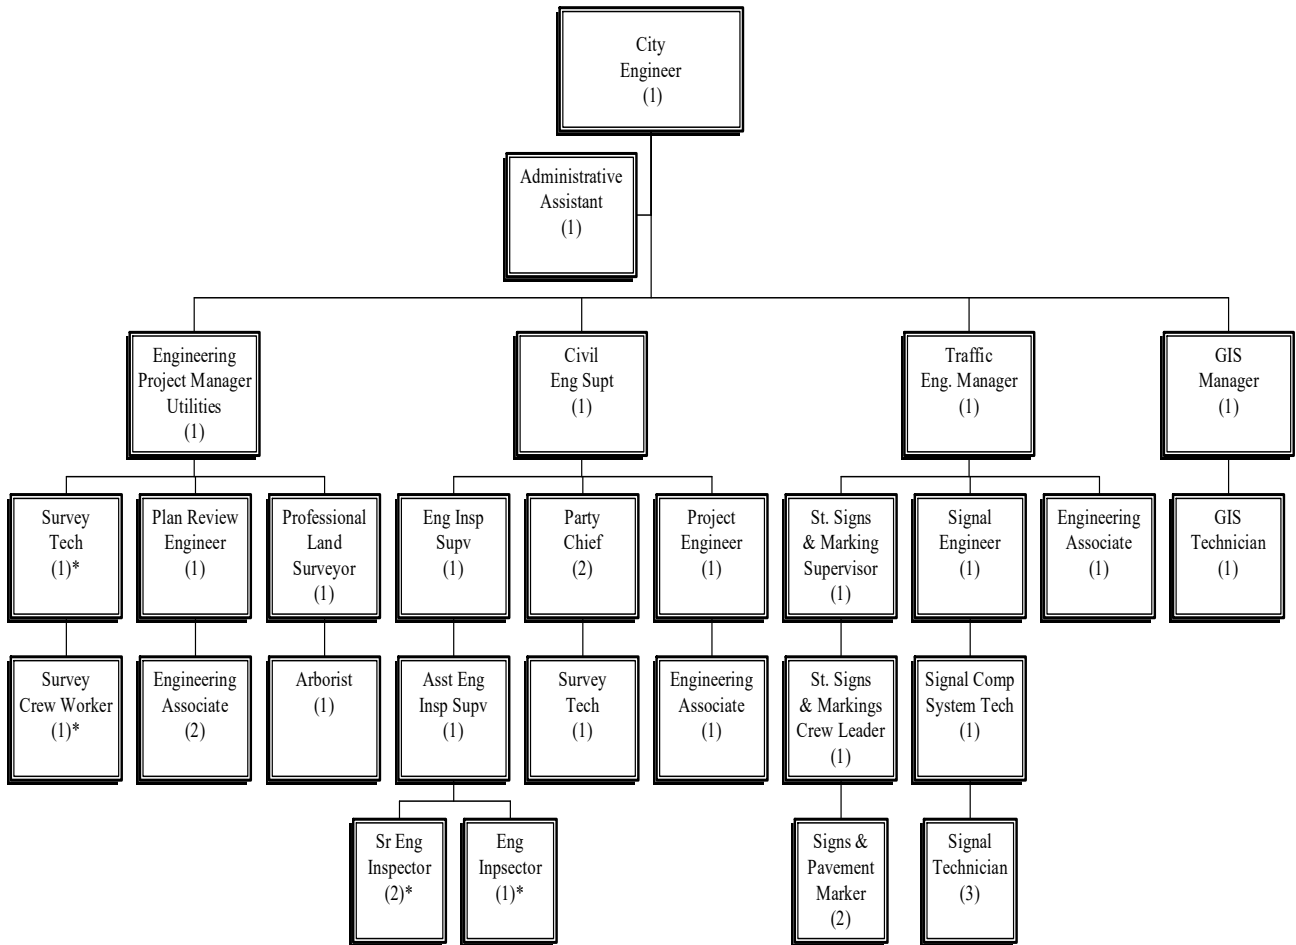 City
Engineer
(1)
Administrative
Assistant
(1)
Engineering
Project Manager
Utilities
(1)
Civil
Eng Supt
(1)
Traffic
Eng. Manager
(1)
GIS
Manager
(1)
Survey
Tech
(1)*
Plan Review
Engineer
(1)
Professional
Land
Surveyor
(1)
Eng Insp
Supv
(1)
Party
Chief
(2)
Project
Engineer
(1)
St. Signs
& Marking
Supervisor
(1)
Signal
Engineer
(1)
Engineering
Associate
(1)
GIS
Technician
(1)
Survey
Crew Worker
(1)*
Engineering
Associate
(2)
Arborist
(1)
Asst Eng
Insp Supv
(1)
Survey
Tech
(1)
Engineering
Associate
(1)
St. Signs
& Markings
Crew Leader
(1)
Signal Comp
System Tech
(1)
Sr Eng
Inspector
(2)*
Eng
Inpsector
(1)*
Signs &
Pavement
Marker
(2)
Signal
Technician
(3)